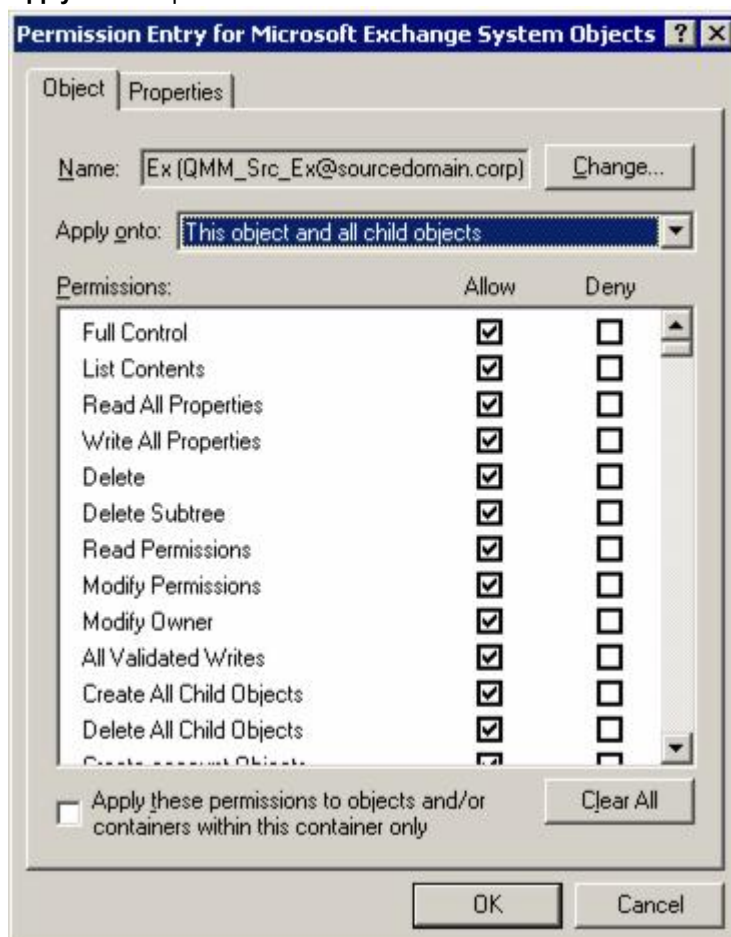 Permission Entry for Microsoft Exchange System Objects
Object Properties
Name: Ex (QMM_Src_Ex@sourcedomain.corp) Change...
Apply onto: This object and all child objects
Permissions: Allow Deny
Full Control
List Contents
Read All Properties
Write All Properties
Delete
Delete Subtree
Read Permissions
Modify Permissions
Modify Owner
All Validated Writes
Create All Child Objects
Delete All Child Objects
Apply these permissions to objects and/or
containers within this container only
Clear All
OK Cancel